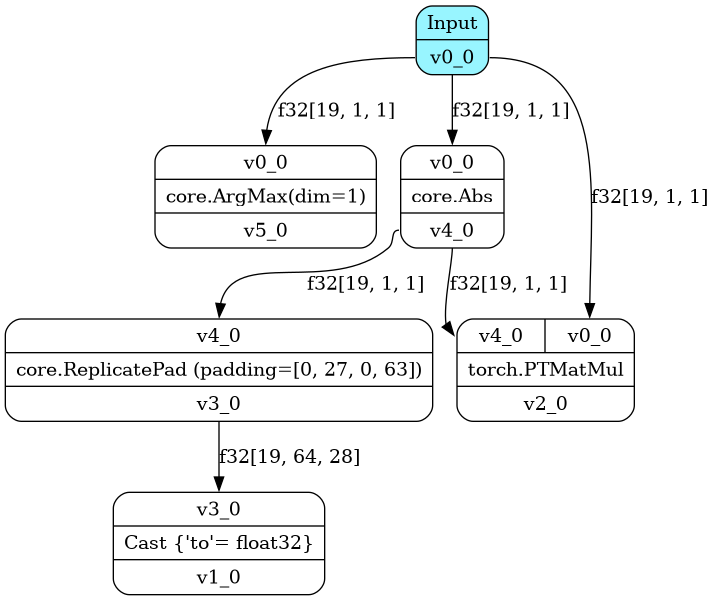 Input
v0_0
f32[19, 1, 1]
f32[19, 1, 1]
v0_0
core.ArgMax(dim=1)
v5_0
v0_0
core.Abs
v4_0
f32[19, 1, 1]
f32[19, 1, 1]
f32[19, 1, 1]
v4_0
core.ReplicatePad (padding=[0, 27, 0, 63])
v3_0
v4_0
v0_0
torch.PTMatMul
v2_0
f32[19, 64, 28]
v3_0
Cast {'to'= float32}
v1_0